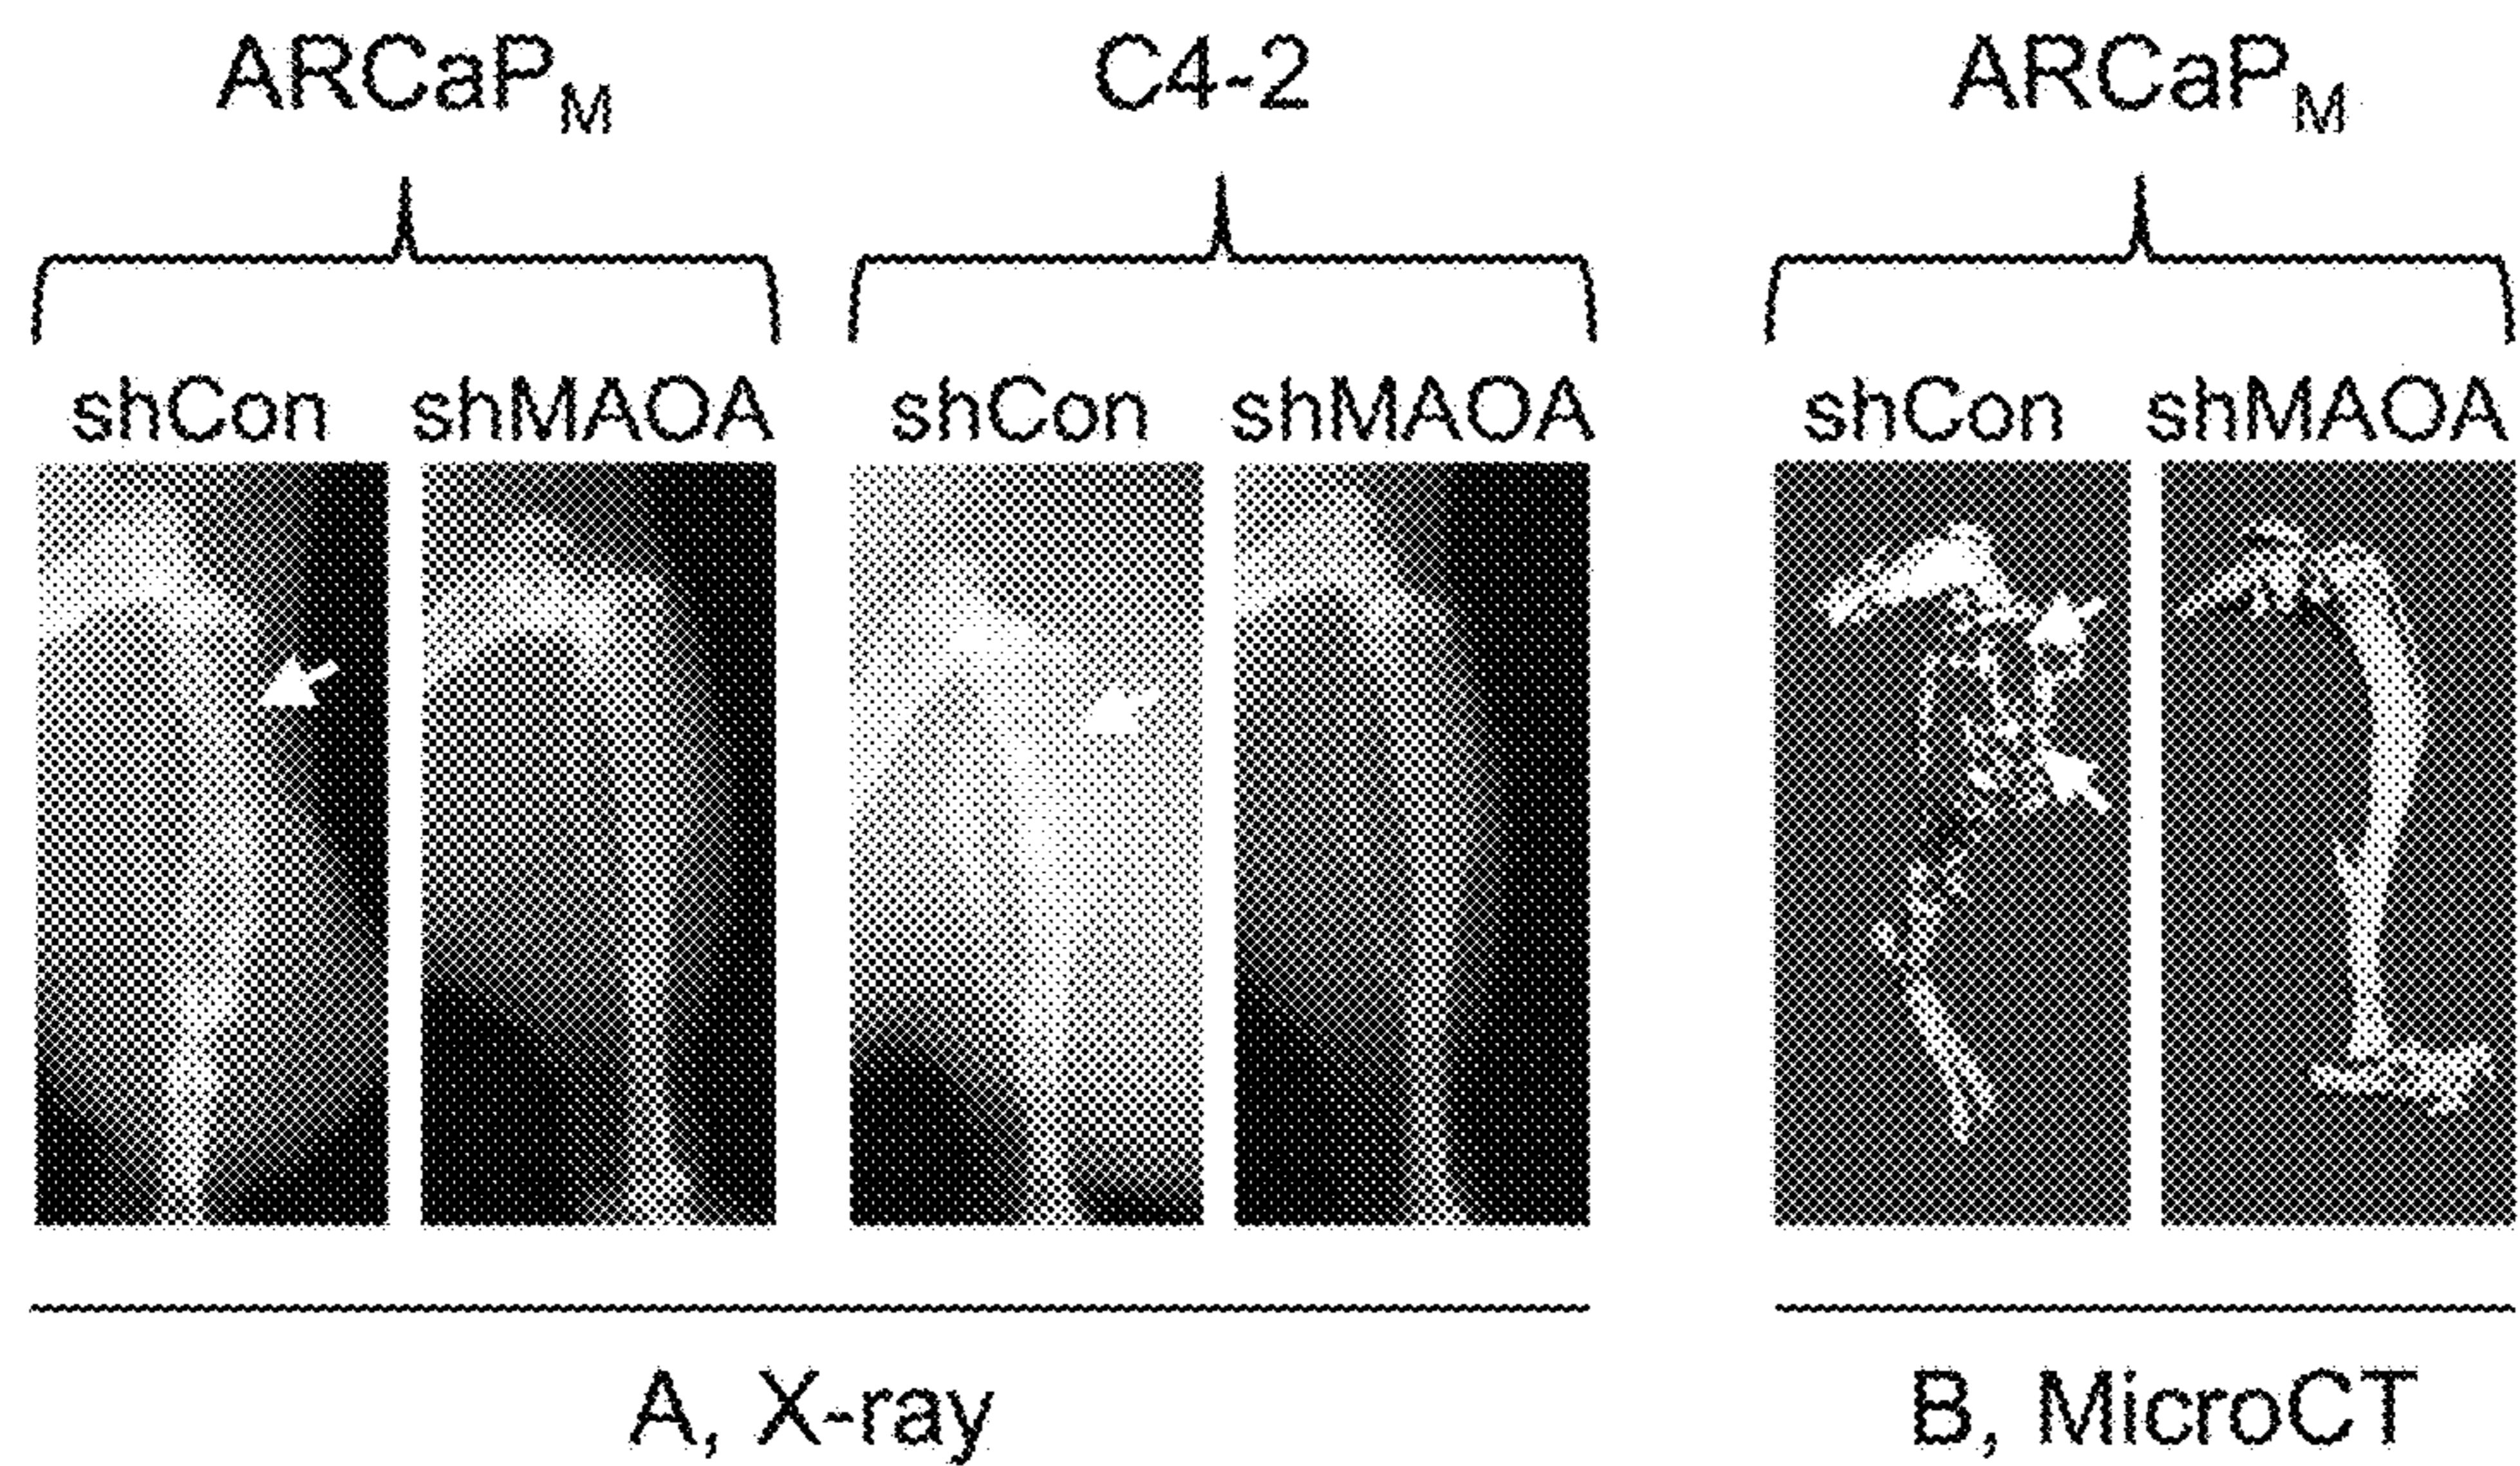 ARCaPM C4-2 ARCaPM
shCon shMAOA shCon shMAOA shCon shMAOA
A, X-ray B, MicroCT